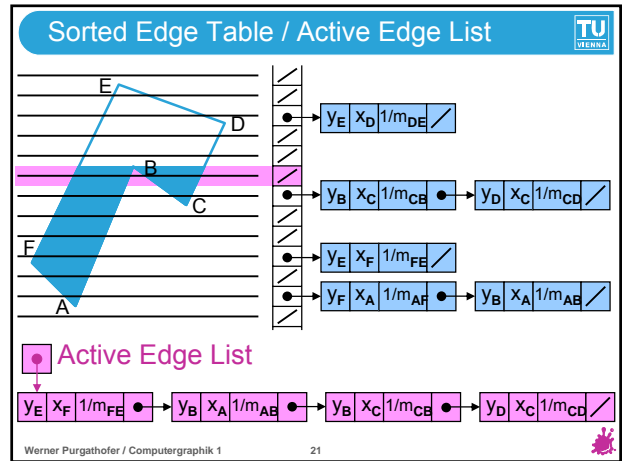 Sorted Edge Table / Active Edge List
TU
VIENNA
E
D
B
C
F
A
yE xD 1/mDE
yB xC 1/mCB yD xC 1/mCD
yE xF 1/mFE
yF xA 1/mAF yB xA 1/mAB
Active Edge List
yE xF 1/mFE yB xA 1/mAB yB xC 1/mCB yD xC 1/mCD
Werner Purgathofer / Computergraphik 1 21